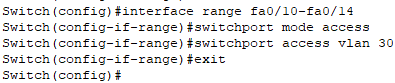 Switch(config)#interface range fa0/10-fa0/14
Switch(config-if-range)#switchport mode access
Switch(config-if-range)#switchport access vlan 30
Switch(config-if-range)#exit
Switch(config)#